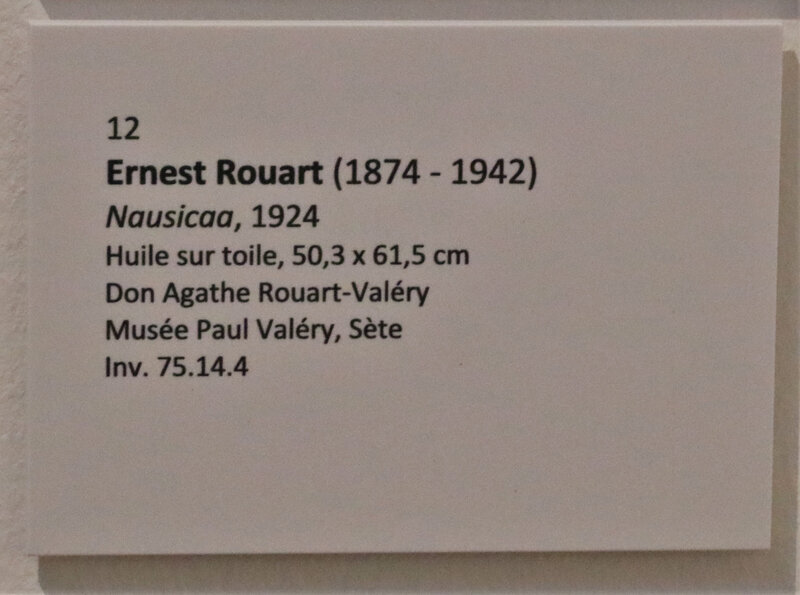 12
Ernest Rouart (1874 - 1942)
Nausicaa, 1924
Huile sur toile, 50,3 x 61,5 cm
Don Agathe Rouart-Valéry
Musée Paul Valéry, Sète
Inv. 75.14.4